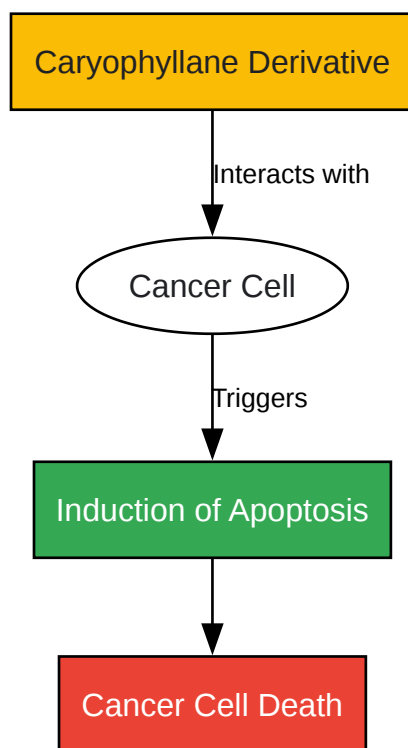 Caryophyllane Derivative
Interacts with
Cancer Cell
Triggers
Induction of Apoptosis
Cancer Cell Death